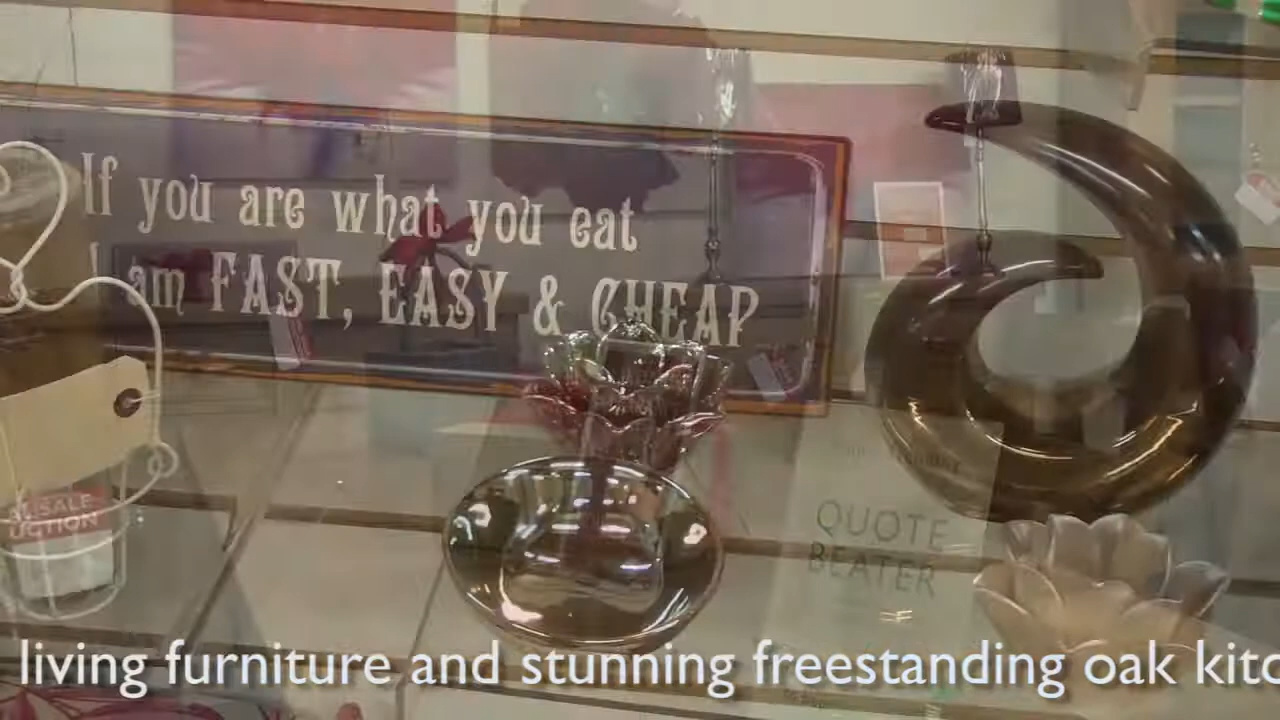 If you are what you eat
I am FAST, EASY & CHEAP
SALE
QUOTE
BEATER
living furniture and stunning freestanding oak kitc